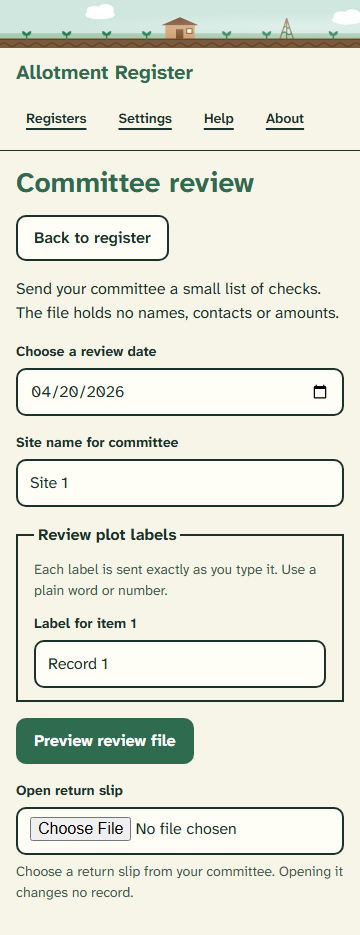 Allotment Register
Registers Settings Help About
Committee review
Back to register
Send your committee a small list of checks.
The file holds no names, contacts or amounts.
Choose a review date
04/20/2026
Site name for committee
Site 1
Review plot labels
Each label is sent exactly as you type it. Use a
plain word or number.
Label for item 1
Record 1
Preview review file
Open return slip
Choose File No file chosen
Choose a return slip from your committee. Opening it
changes no record.